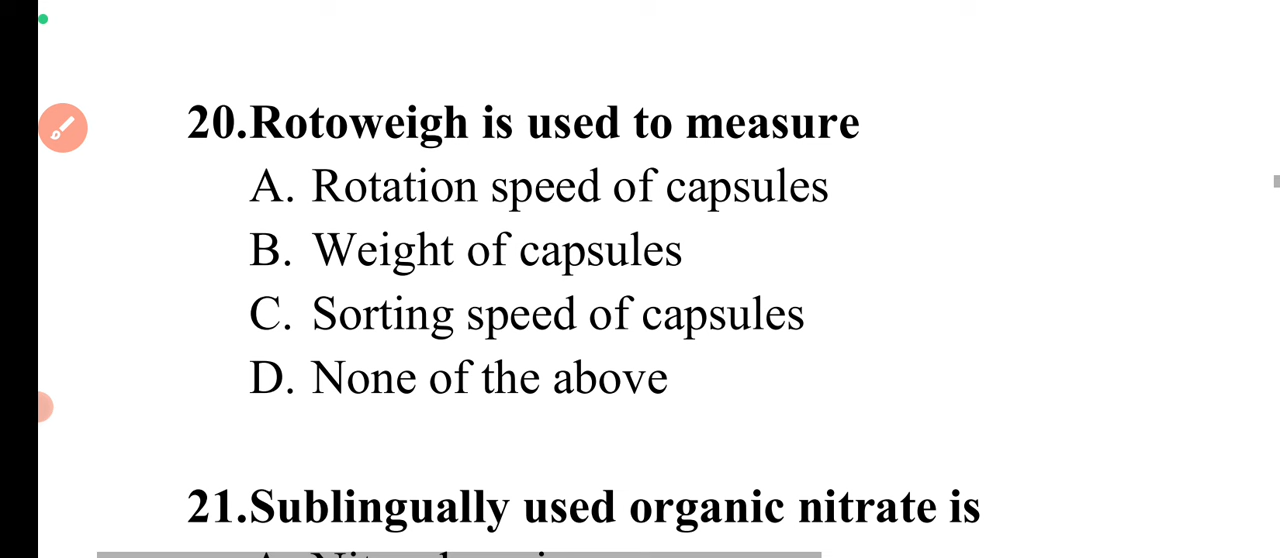 20.Rotoweigh is used to measure
A. Rotation speed of capsules
B. Weight of capsules
C. Sorting speed of capsules
D. None of the above
21.Sublingually used organic nitrate is